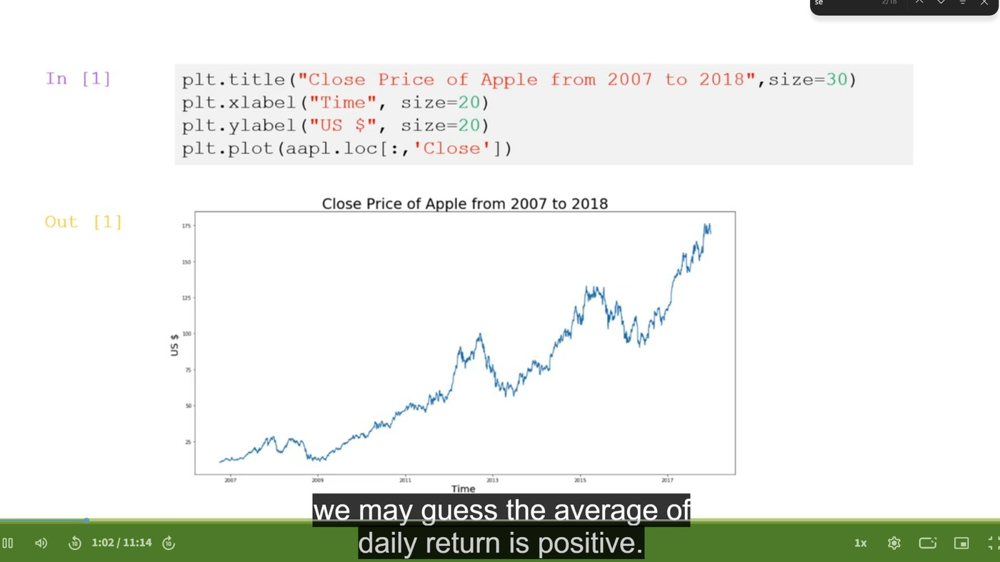 se 2/18
In [1]
plt.title("Close Price of Apple from 2007 to 2018",size=30)
plt.xlabel("Time", size=20)
plt.ylabel("US $", size=20)
plt.plot(aapl.loc[:,'Close'])
Out [1]
Close Price of Apple from 2007 to 2018
175
150
125
100
75
50
25
US $
2007 2009 2011 2013 2015 2017
Time
we may guess the average of
daily return is positive.
10 1:02 / 11:14 10 1x